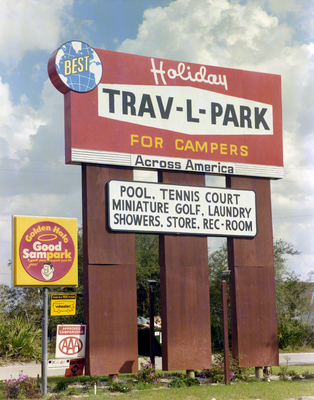 BEST
Holiday
TRAV-L-PARK
FOR CAMPERS
Across America
POOL, TENNIS COURT
MINIATURE GOLF, LAUNDRY
SHOWERS, STORE, REC-ROOM
Golden Halo
Good
Sampark
AAA